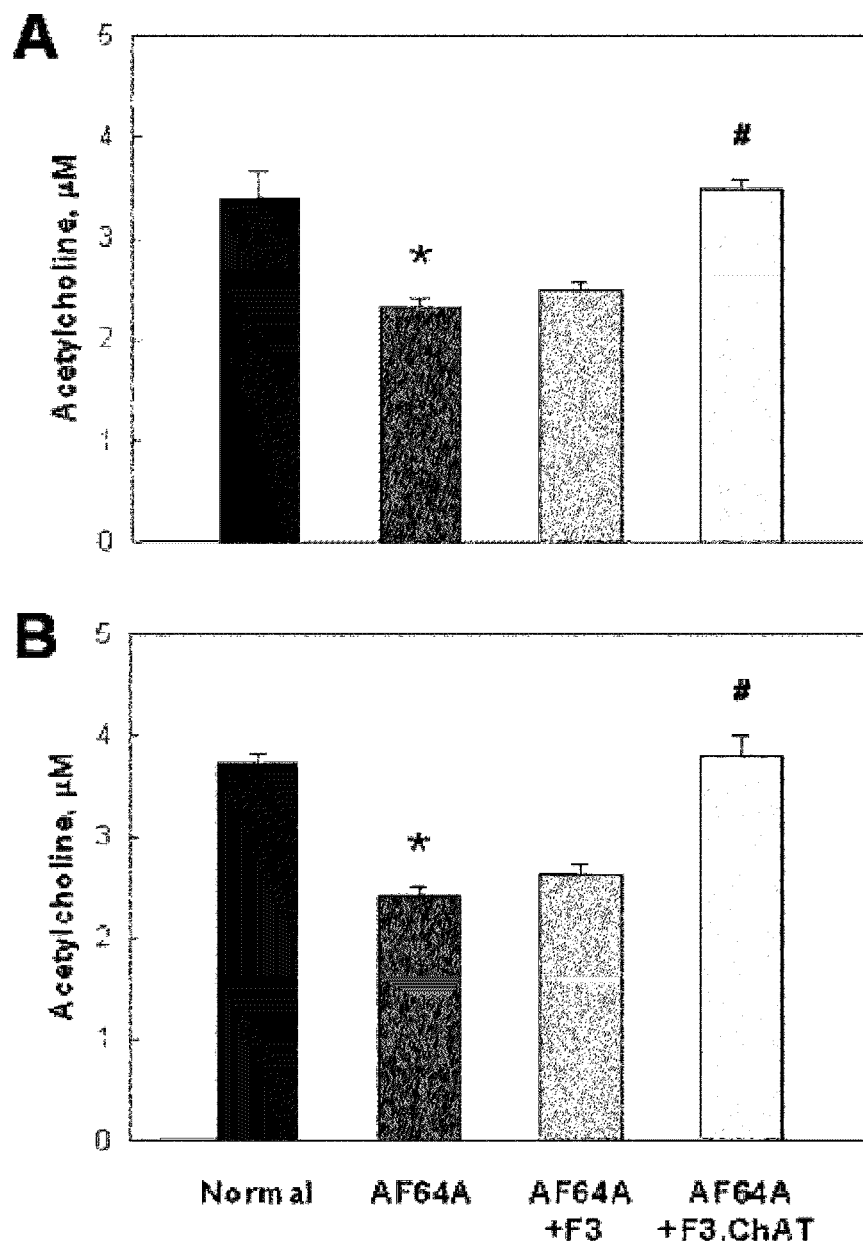 A
5
4
3
2
1
0
Acetylcholine, µM
*
#
B
5
4
3
2
1
0
Acetylcholine, µM
*
#
Normal
AF64A
AF64A
+F3
AF64A
+F3.ChAT